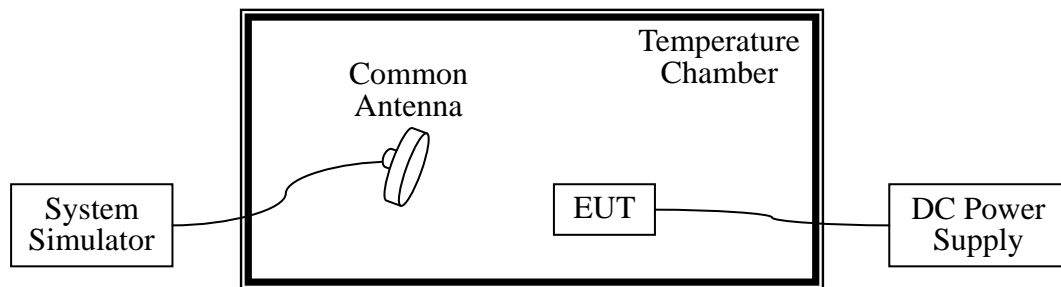 Temperature
Chamber
Common
Antenna
System
Simulator
EUT
DC Power
Supply